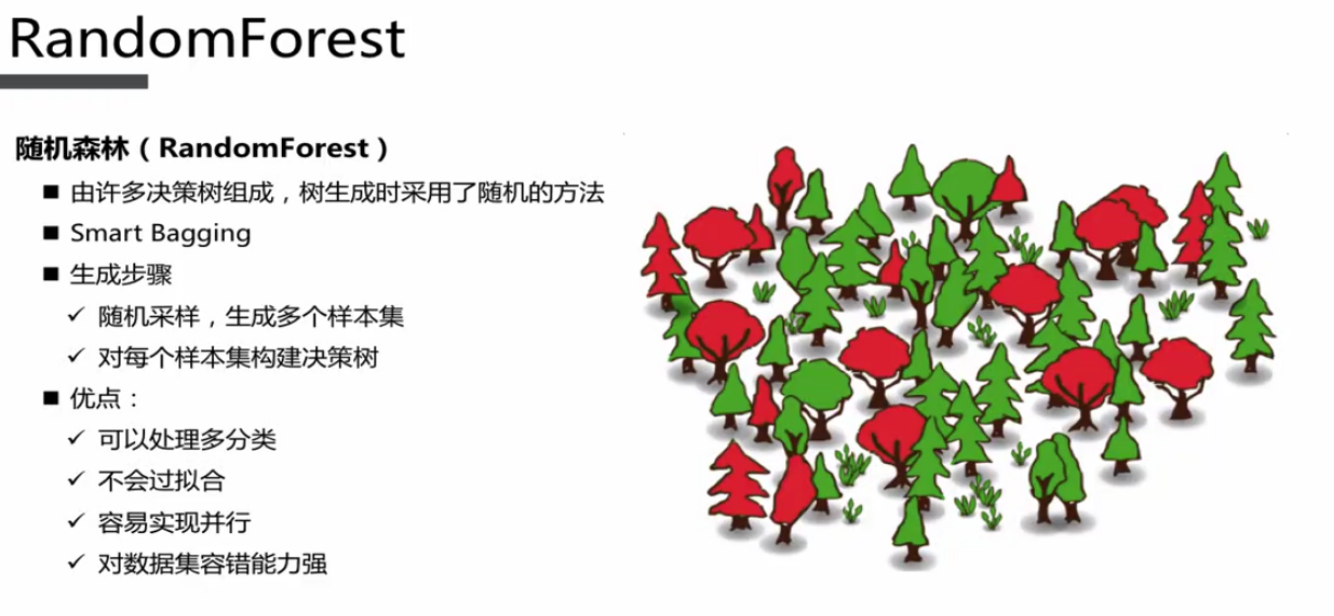 RandomForest
随机森林（RandomForest）
■ 由许多决策树组成，树生成时采用了随机的方法
■ Smart Bagging
■ 生成步骤
✓ 随机采样，生成多个样本集
✓ 对每个样本集构建决策树
■ 优点：
✓ 可以处理多分类
✓ 不会过拟合
✓ 容易实现并行
✓ 对数据集容错能力强